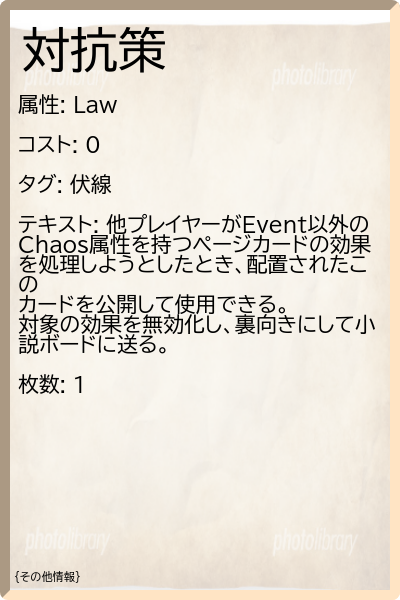 対抗策
属性: Law
コスト: 0
タグ: 伏線
テキスト: 他プレイヤーがEvent以外の
Chaos属性を持つページカードの効果
を処理しようとしたとき、配置されたこ
の
カードを公開して使用できる。
対象の効果を無効化し、裏向きにして小
説ボードに送る。
枚数: 1
photolibrary
photolibrary
photolibrary
photolibrary
{その他情報}